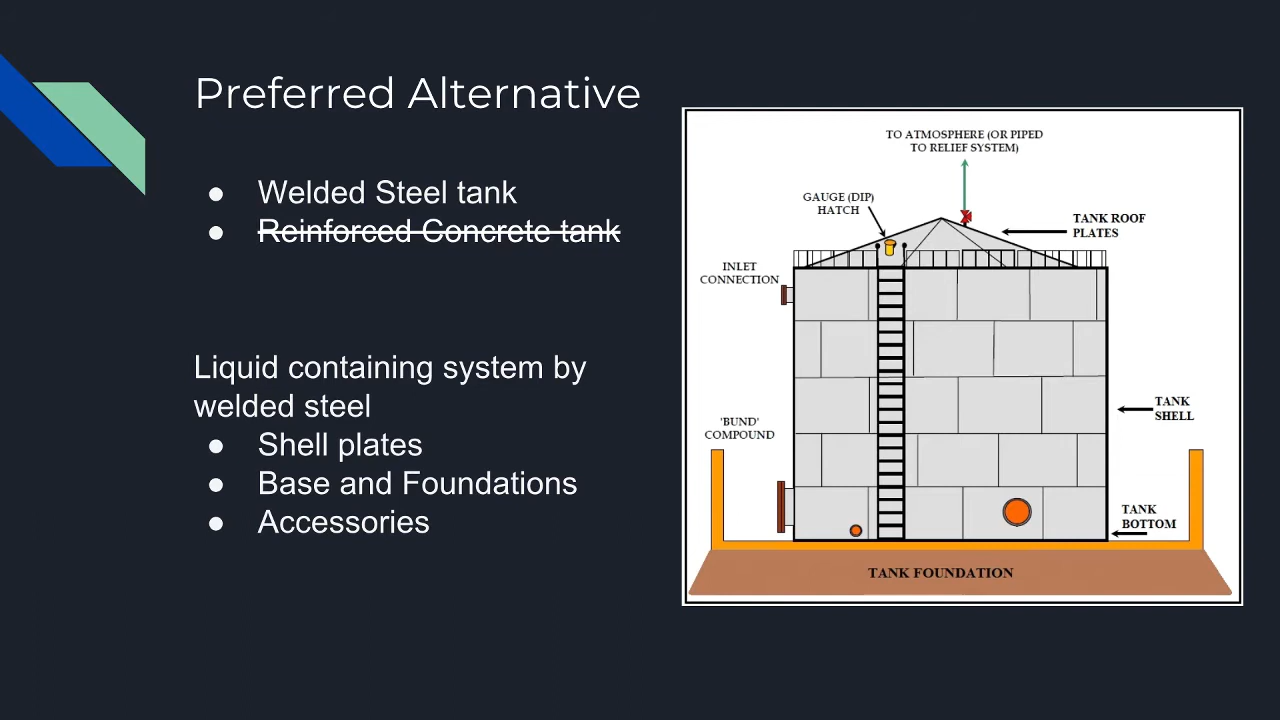 Preferred Alternative
● Welded Steel tank
● Reinforced Concrete tank
Liquid containing system by
welded steel
● Shell plates
● Base and Foundations
● Accessories
TO ATMOSPHERE (OR PIPED
TO RELIEF SYSTEM)
GAUGE (DIP)
HATCH
TANK ROOF
PLATES
INLET
CONNECTION
TANK
SHELL
'BUND'
COMPOUND
TANK
BOTTOM
TANK FOUNDATION